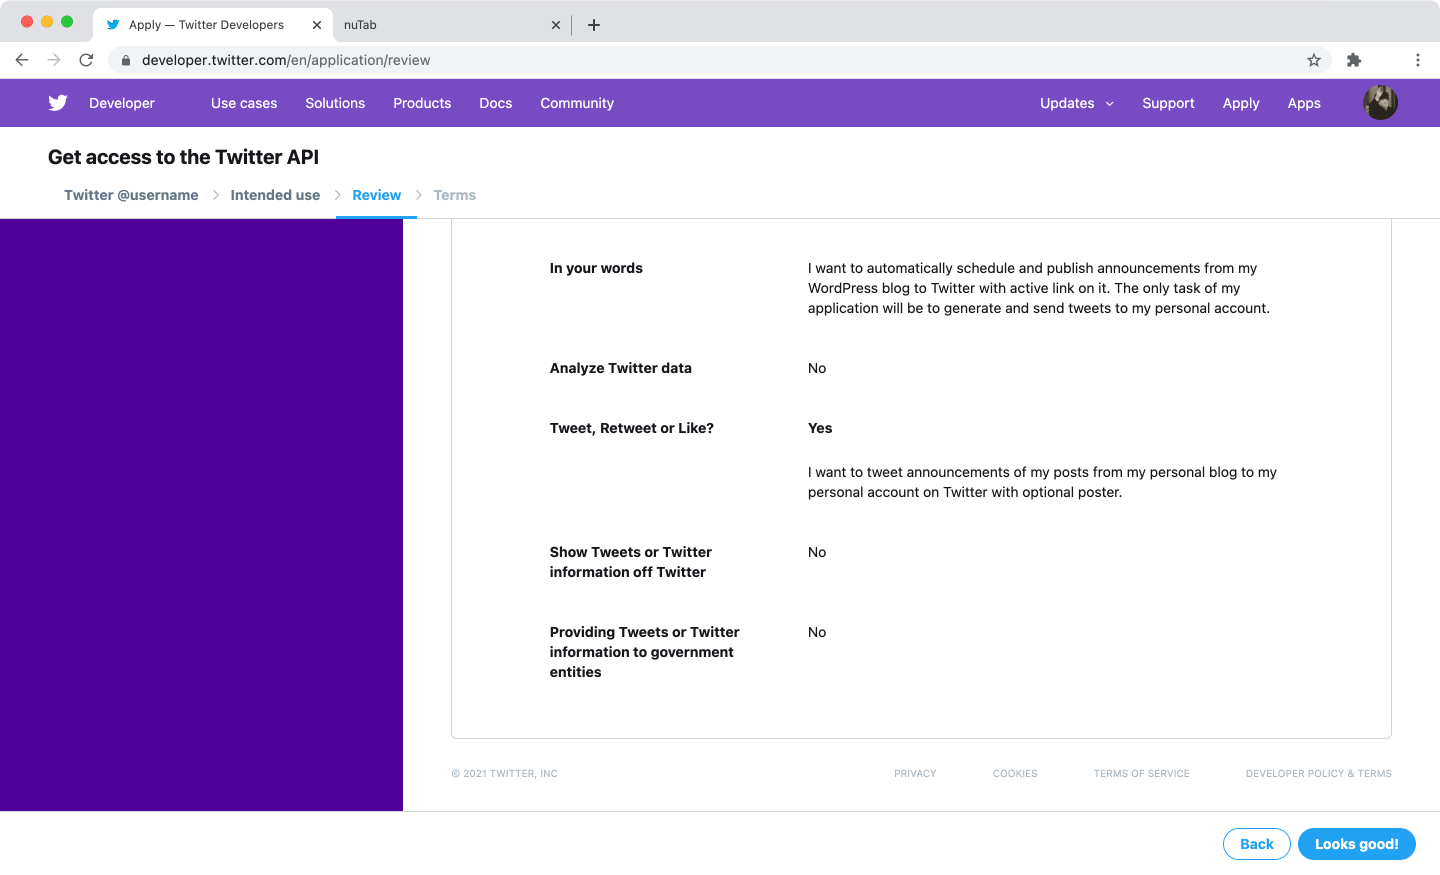 Apply — Twitter Developers
nuTab
developer.twitter.com/en/application/review
Developer
Use cases
Solutions
Products
Docs
Community
Updates
Support
Apply
Apps
Get access to the Twitter API
Twitter @username
Intended use
Review
Terms
In your words
I want to automatically schedule and publish announcements from my
WordPress blog to Twitter with active link on it. The only task of my
application will be to generate and send tweets to my personal account.
Analyze Twitter data
No
Tweet, Retweet or Like?
Yes
I want to tweet announcements of my posts from my personal blog to my
personal account on Twitter with optional poster.
Show Tweets or Twitter
information off Twitter
No
Providing Tweets or Twitter
information to government
entities
No
© 2021 TWITTER, INC
PRIVACY
COOKIES
TERMS OF SERVICE
DEVELOPER POLICY & TERMS
Back
Looks good!